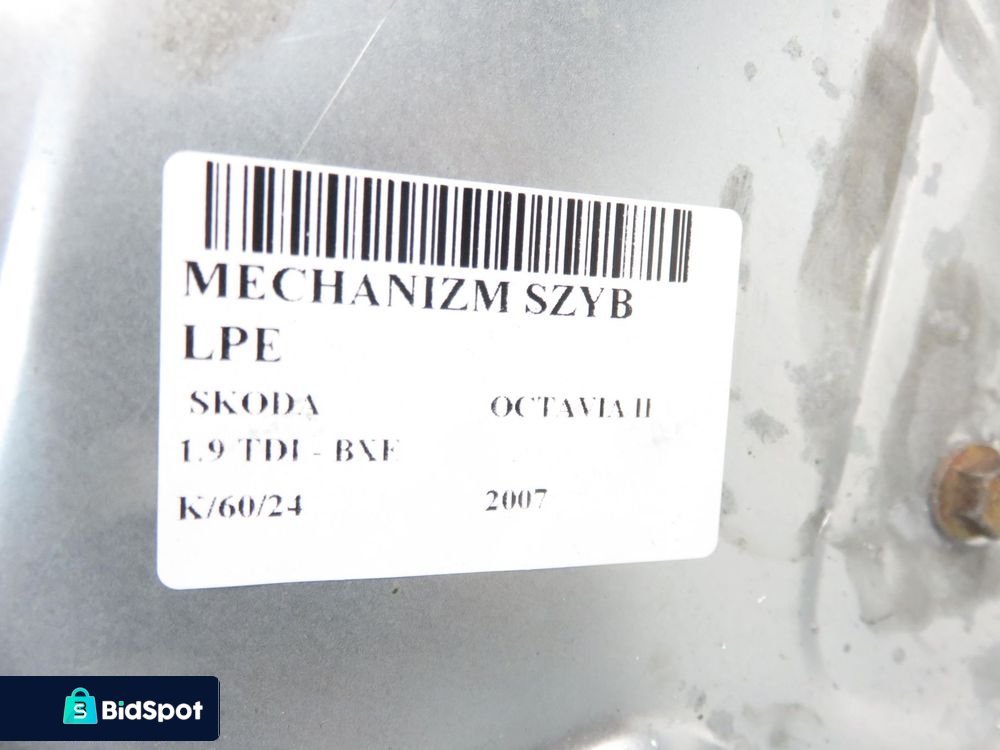 MECHANIZM SZYB
LPE
SKODA OCTAVIA II
1.9 TDI - BXE
K/60/24 2007
BidSpot